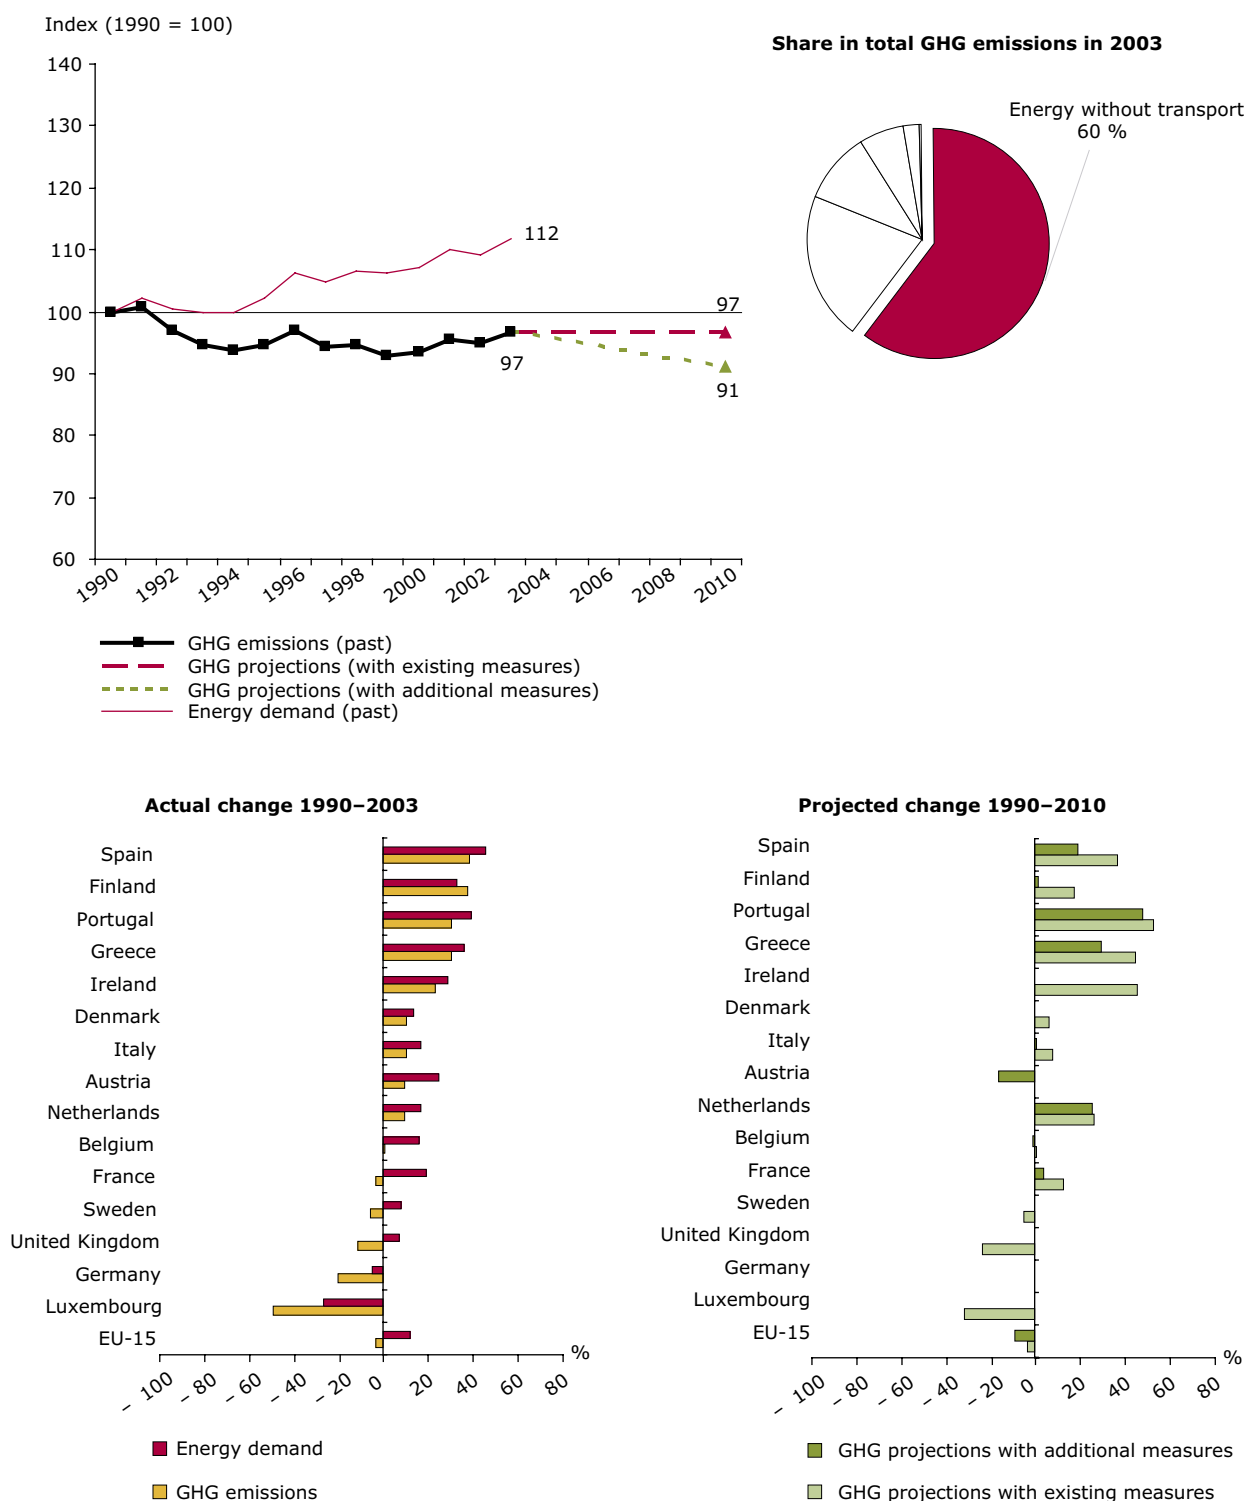 Index (1990 = 100)
140
130
120
110
100
90
80
70
60
112
97
97
91
1990
1992
1994
1996
1998
2000
2002
2004
2006
2008
2010
GHG emissions (past)
GHG projections (with existing measures)
GHG projections (with additional measures)
Energy demand (past)
Share in total GHG emissions in 2003
Energy without transport
60 %
Actual change 1990–2003
Spain
Finland
Portugal
Greece
Ireland
Denmark
Italy
Austria
Netherlands
Belgium
France
Sweden
United Kingdom
Germany
Luxembourg
EU-15
%
– 100
– 80
– 60
– 40
– 20
0
20
40
60
80
Energy demand
GHG emissions
Projected change 1990–2010
Spain
Finland
Portugal
Greece
Ireland
Denmark
Italy
Austria
Netherlands
Belgium
France
Sweden
United Kingdom
Germany
Luxembourg
EU-15
%
– 100
– 80
– 60
– 40
– 20
0
20
40
60
80
GHG projections with additional measures
GHG projections with existing measures